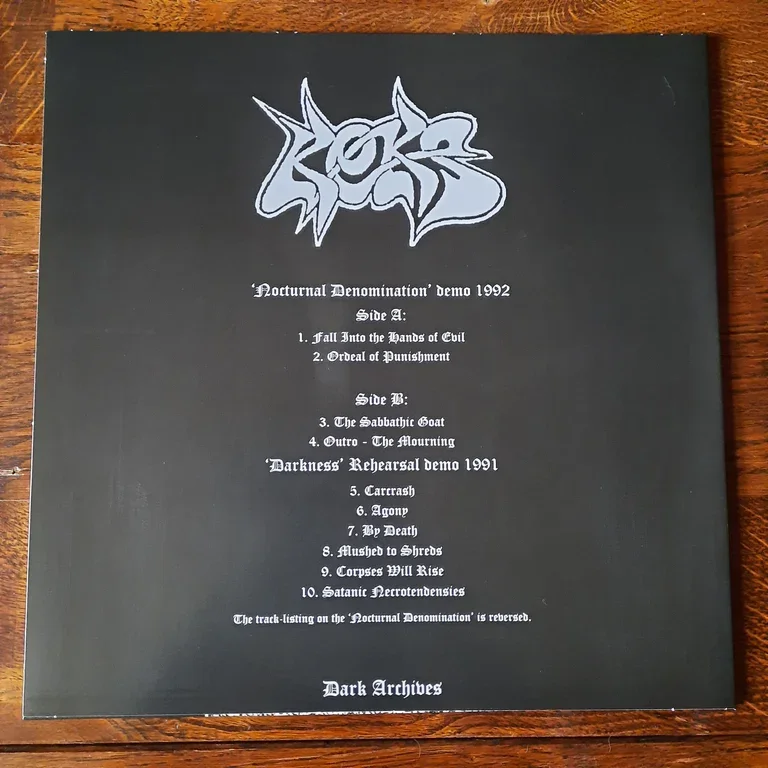 'Nocturnal Denomination' demo 1992
Side A:
1. Fall Into the Hands of Evil
2. Ordeal of Punishment
Side B:
3. The Sabbathic Goat
4. Outro - The Mourning
'Darkness' Rehearsal demo 1991
5. Carcrash
6. Agony
7. By Death
8. Mushed to Shreds
9. Corpses Will Rise
10. Satanic Necrotendensies
The track-listing on the 'Nocturnal Denomination' is reversed.
Dark Archives